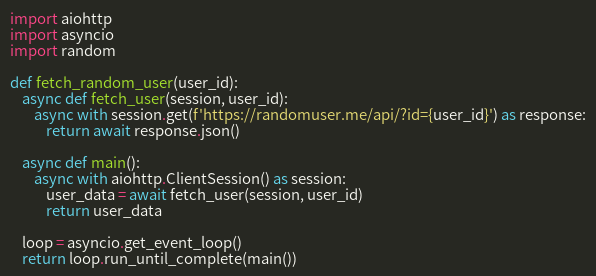 import aiohttp
import asyncio
import random

def fetch_random_user(user_id):
    async def fetch_user(session, user_id):
        async with session.get(f'https://randomuser.me/api/?id={user_id}') as response:
            return await response.json()

    async def main():
        async with aiohttp.ClientSession() as session:
            user_data = await fetch_user(session, user_id)
            return user_data

    loop = asyncio.get_event_loop()
    return loop.run_until_complete(main())